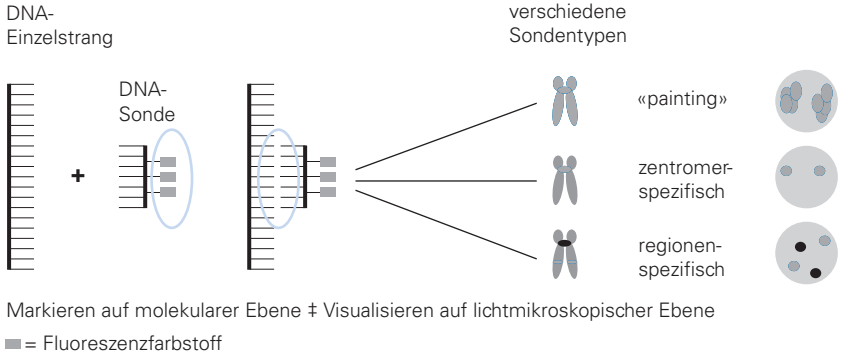 DNA-
Einzelstrang
verschiedene
Sondentypen
DNA-
Sonde
+
«painting»
zentromer-
spezifisch
regionen-
spezifisch
Markieren auf molekularer Ebene ‡ Visualisieren auf lichtmikroskopischer Ebene
= Fluoreszenzfarbstoff